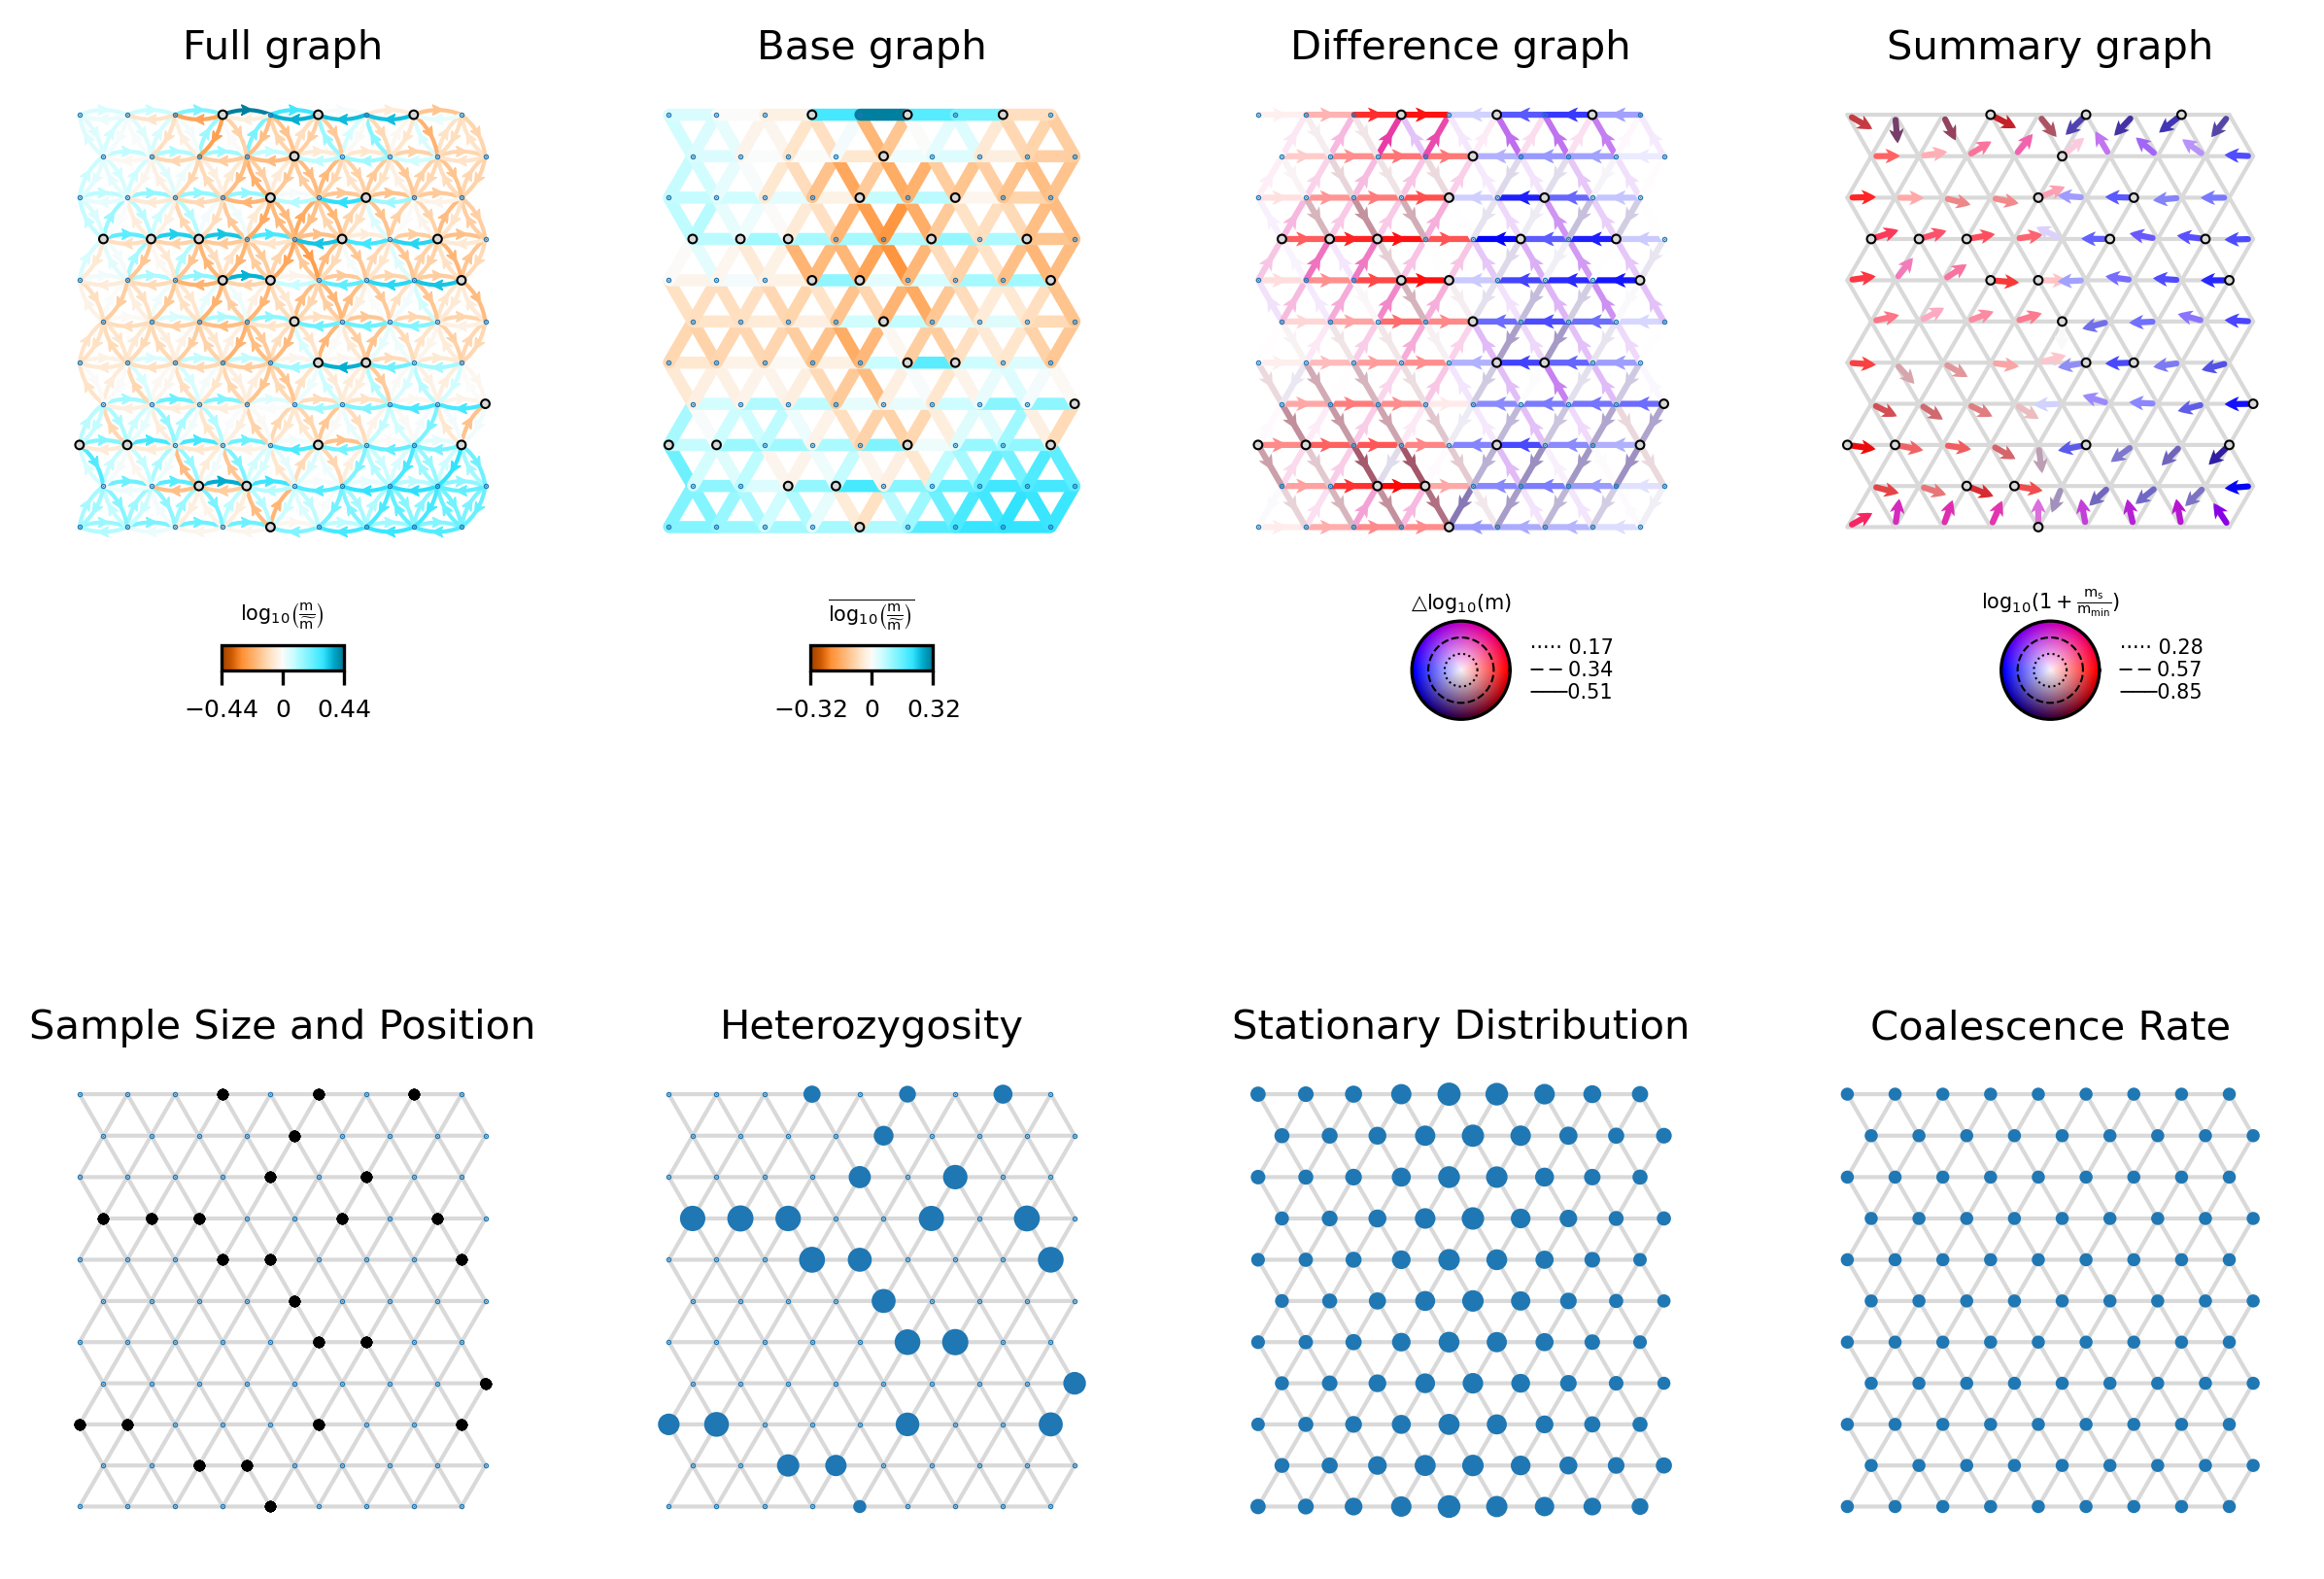 Full graph
Base graph
Difference graph
Summary graph
log₁₀(m/m̃)
−0.44 0 0.44
log₁₀(m/m̃)
−0.32 0 0.32
△log₁₀(m)
0.17
0.34
0.51
log₁₀(1 + mₛ/m_min)
0.28
0.57
0.85
Sample Size and Position
Heterozygosity
Stationary Distribution
Coalescence Rate